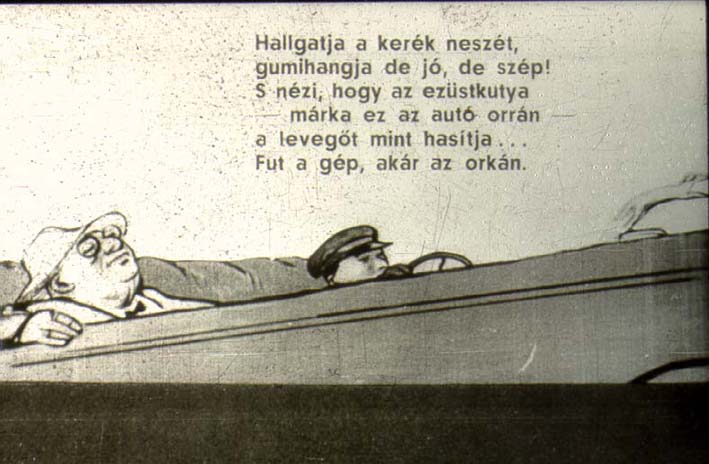 Hallgatja a kerék neszét,
gumihangja de jó, de szép!
S nézi, hogy az ezüstkutya
— márka ez az autó orrán —
a levegőt mint hasítja...
Fut a gép, akár az orkán.